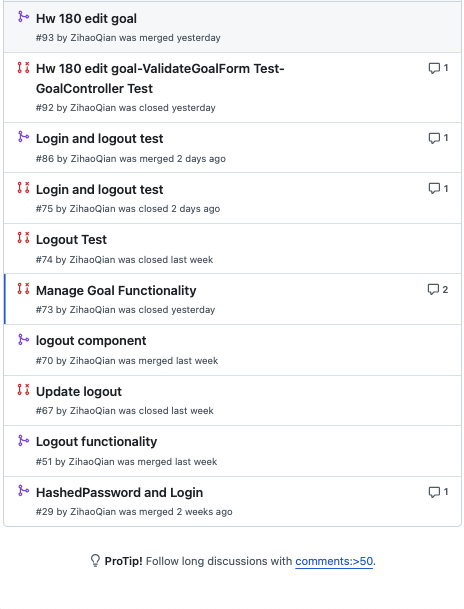 Hw 180 edit goal
#93 by ZihaoQian was merged yesterday
Hw 180 edit goal-ValidateGoalForm Test-
GoalController Test
1
#92 by ZihaoQian was closed yesterday
Login and logout test
1
#86 by ZihaoQian was merged 2 days ago
Login and logout test
1
#75 by ZihaoQian was closed 2 days ago
Logout Test
#74 by ZihaoQian was closed last week
Manage Goal Functionality
2
#73 by ZihaoQian was closed yesterday
logout component
#70 by ZihaoQian was merged last week
Update logout
#67 by ZihaoQian was closed last week
Logout functionality
#51 by ZihaoQian was merged last week
HashedPassword and Login
1
#29 by ZihaoQian was merged 2 weeks ago
ProTip! Follow long discussions with comments:>50.